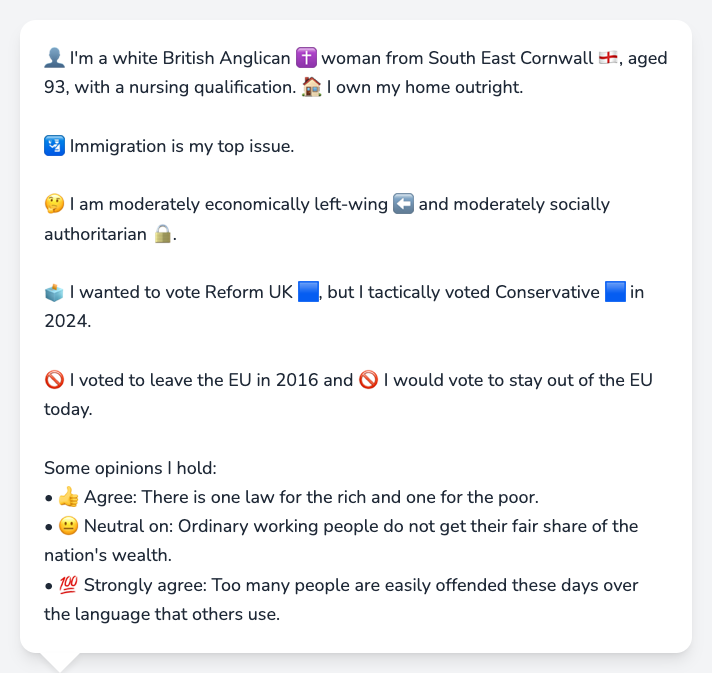 👤 I'm a white British Anglican ✝️ woman from South East Cornwall 🏴󠁧󠁢󠁥󠁮󠁧󠁿, aged
93, with a nursing qualification. 🏠 I own my home outright.
🛂 Immigration is my top issue.
🤔 I am moderately economically left-wing ⬅️ and moderately socially
authoritarian 🔒.
🗳️ I wanted to vote Reform UK 🟦, but I tactically voted Conservative 🟦 in
2024.
🚫 I voted to leave the EU in 2016 and 🚫 I would vote to stay out of the EU
today.
Some opinions I hold:
• 👍 Agree: There is one law for the rich and one for the poor.
• 😐 Neutral on: Ordinary working people do not get their fair share of the
nation's wealth.
• 💯 Strongly agree: Too many people are easily offended these days over
the language that others use.